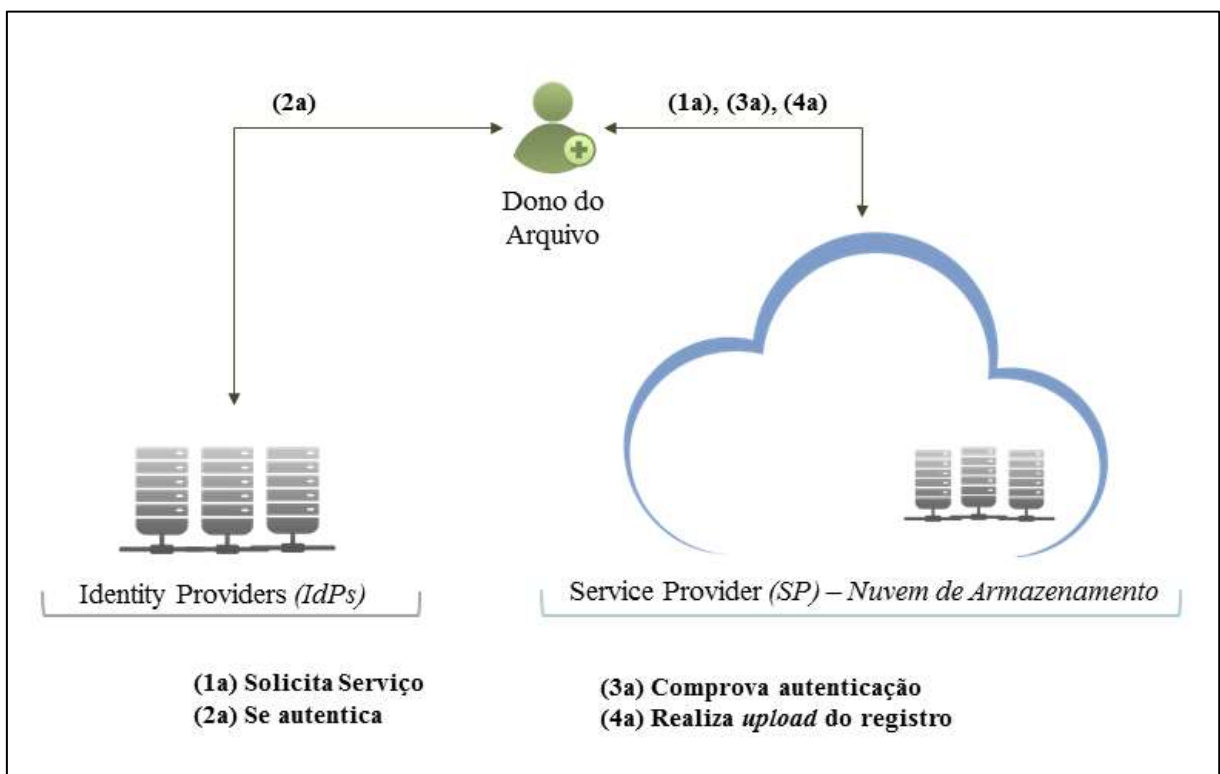 (2a)
(1a), (3a), (4a)
Dono do
Arquivo
Identity Providers (IdPs)
Service Provider (SP) – Nuvem de Armazenamento
(1a) Solicita Serviço
(2a) Se autentica
(3a) Comprova autenticação
(4a) Realiza upload do registro